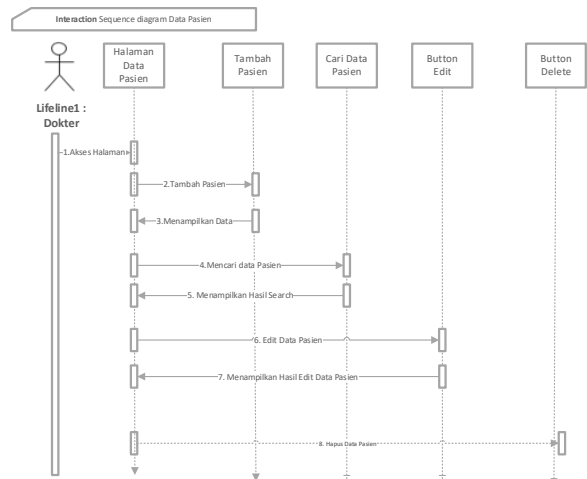 Interaction Sequence diagram Data Pasien
Halaman
Data
Pasien
Tambah
Pasien
Cari Data
Pasien
Button
Edit
Button
Delete
Lifeline1 :
Dokter
1.Akses Halaman
2.Tambah Pasien
3.Menampilkan Data
4.Mencari data Pasien
5. Menampilkan Hasil Search
6. Edit Data Pasien
7. Menampilkan Hasil Edit Data Pasien
8. Hapus Data Pasien